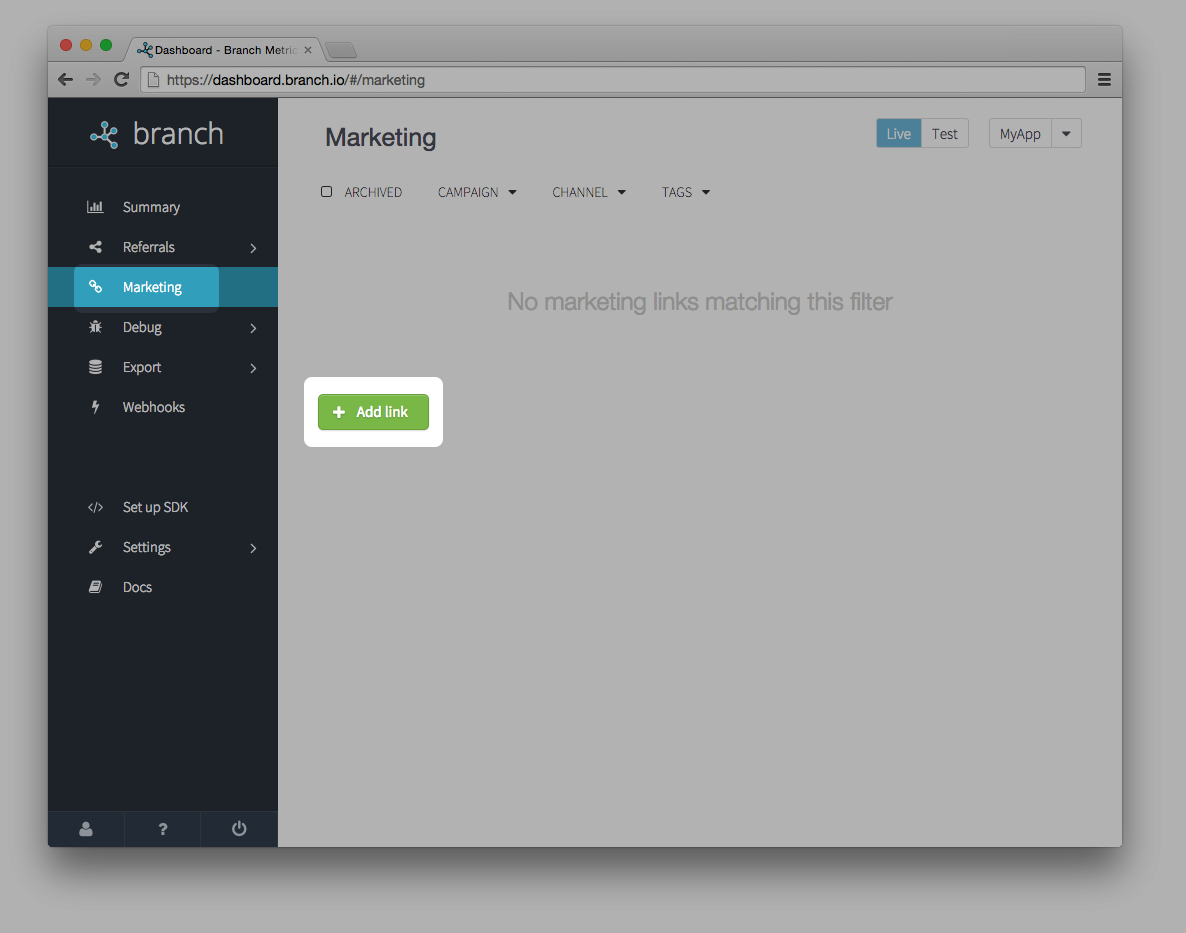 Dashboard - Branch Metric
https://dashboard.branch.io/#/marketing
branch
Summary
Referrals
Marketing
Debug
Export
Webhooks
Set up SDK
Settings
Docs
?
Marketing
Live Test MyApp
ARCHIVED CAMPAIGN CHANNEL TAGS
No marketing links matching this filter
+ Add link